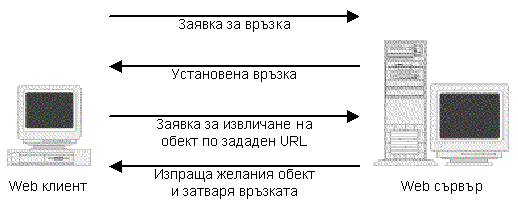 Заявка за връзка
Установена връзка
Заявка за извличане на
обект по зададен URL
Изпраща желания обект
и затваря връзката
Web клиент
Web сървър